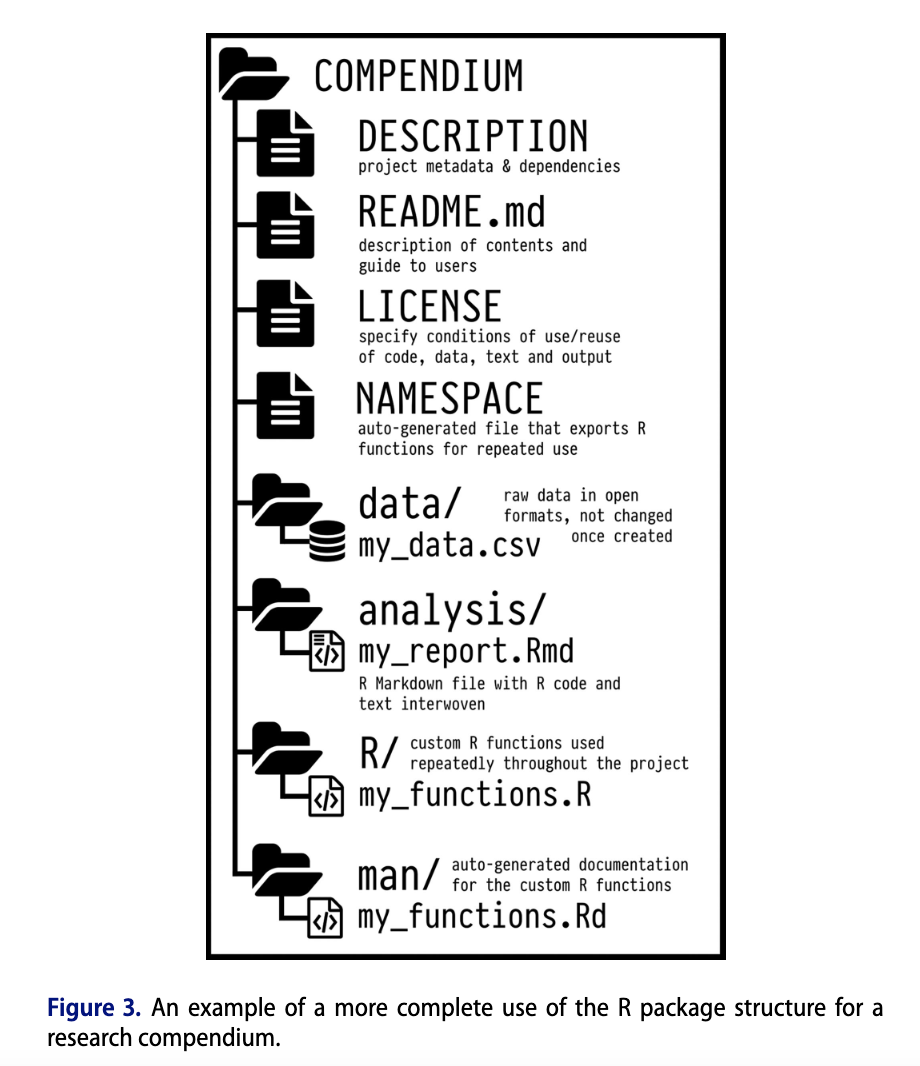 COMPENDIUM
DESCRIPTION
project metadata & dependencies
README.md
description of contents and
guide to users
LICENSE
specify conditions of use/reuse
of code, data, text and output
NAMESPACE
auto-generated file that exports R
functions for repeated use
data/
raw data in open
formats, not changed
once created
my_data.csv
analysis/
my_report.Rmd
R Markdown file with R code and
text interwoven
R/
custom R functions used
repeatedly throughout the project
my_functions.R
man/
auto-generated documentation
for the custom R functions
my_functions.Rd
Figure 3. An example of a more complete use of the R package structure for a
research compendium.